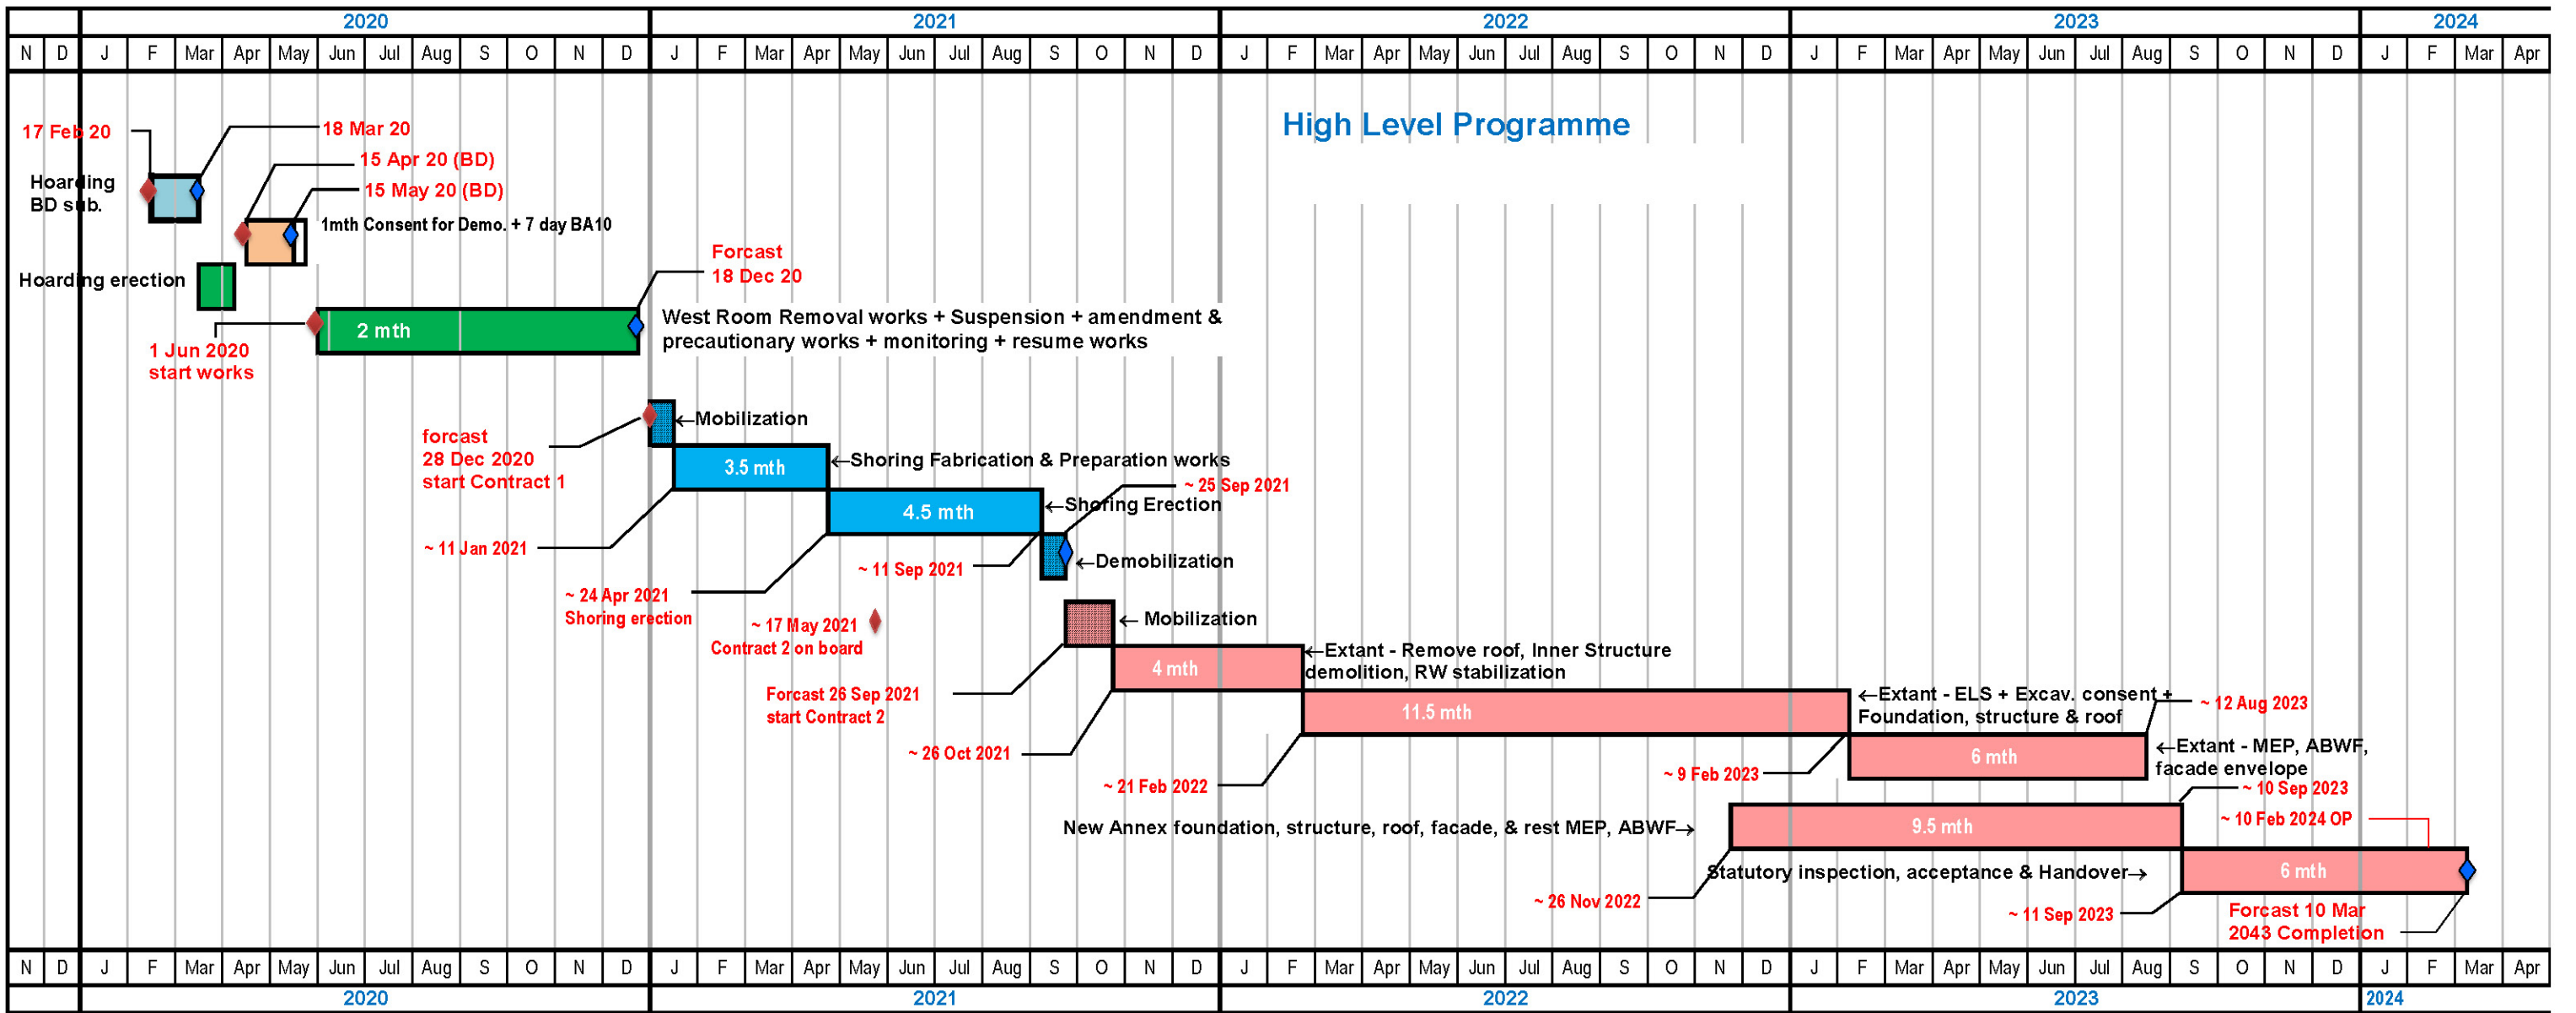 2020 2021 2022 2023 2024
N D J F Mar Apr May Jun Jul Aug S O N D J F Mar Apr May Jun Jul Aug S O N D J F Mar Apr May Jun Jul Aug S O N D J F Mar Apr May Jun Jul Aug S O N D J F Mar Apr
High Level Programme
17 Feb 20
18 Mar 20
15 Apr 20 (BD)
15 May 20 (BD)
Hoarding
BD sub.
1mth Consent for Demo. + 7 day BA10
Hoarding erection
Forcast
18 Dec 20
2 mth
West Room Removal works + Suspension + amendment &
precautionary works + monitoring + resume works
1 Jun 2020
start works
←Mobilization
forcast
28 Dec 2020
start Contract 1
3.5 mth
←Shoring Fabrication & Preparation works
~ 25 Sep 2021
4.5 mth
←Shoring Erection
~ 11 Jan 2021
~ 11 Sep 2021
←Demobilization
~ 24 Apr 2021
Shoring erection
~ 17 May 2021
Contract 2 on board
← Mobilization
4 mth
←Extant - Remove roof, Inner Structure
demolition, RW stabilization
Forcast 26 Sep 2021
start Contract 2
11.5 mth
←Extant - ELS + Excav. consent +
Foundation, structure & roof
~ 12 Aug 2023
~ 26 Oct 2021
6 mth
←Extant - MEP, ABWF,
facade envelope
~ 21 Feb 2022
~ 9 Feb 2023
~ 10 Sep 2023
New Annex foundation, structure, roof, facade, & rest MEP, ABWF→
9.5 mth
~ 10 Feb 2024 OP
Statutory inspection, acceptance & Handover→
6 mth
~ 26 Nov 2022
~ 11 Sep 2023
Forcast 10 Mar
2043 Completion
N D J F Mar Apr May Jun Jul Aug S O N D J F Mar Apr May Jun Jul Aug S O N D J F Mar Apr May Jun Jul Aug S O N D J F Mar Apr May Jun Jul Aug S O N D J F Mar Apr
2020 2021 2022 2023 2024